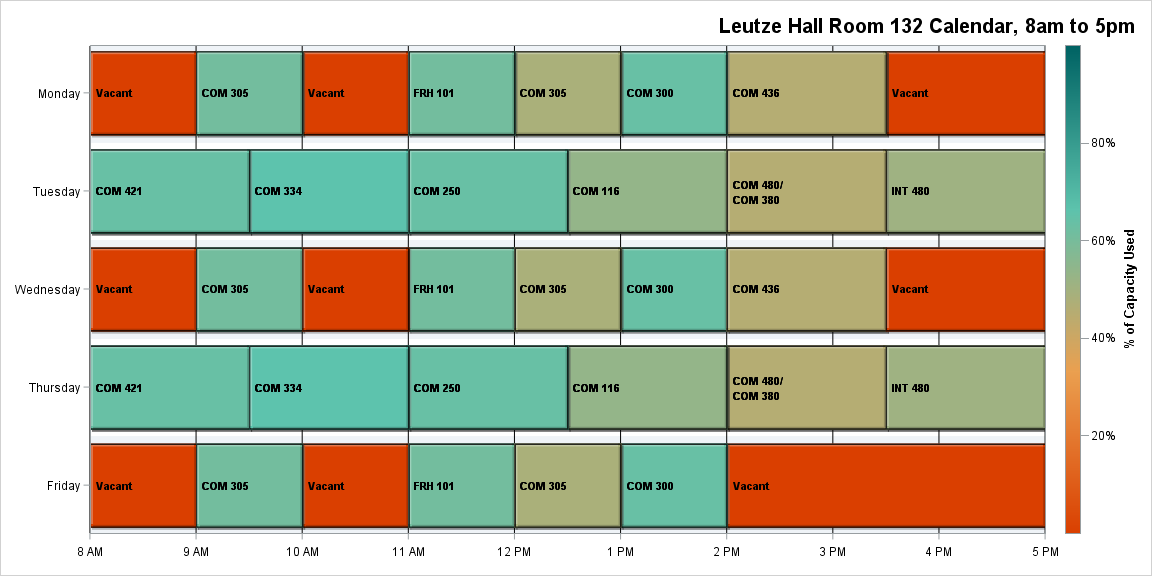 Leutze Hall Room 132 Calendar, 8am to 5pm
Monday
Vacant
COM 305
Vacant
FRH 101
COM 305
COM 300
COM 436
Vacant
Tuesday
COM 421
COM 334
COM 250
COM 116
COM 480/
COM 380
INT 480
Wednesday
Vacant
COM 305
Vacant
FRH 101
COM 305
COM 300
COM 436
Vacant
Thursday
COM 421
COM 334
COM 250
COM 116
COM 480/
COM 380
INT 480
Friday
Vacant
COM 305
Vacant
FRH 101
COM 305
COM 300
Vacant
8 AM
9 AM
10 AM
11 AM
12 PM
1 PM
2 PM
3 PM
4 PM
5 PM
80%
60%
40%
20%
% of Capacity Used